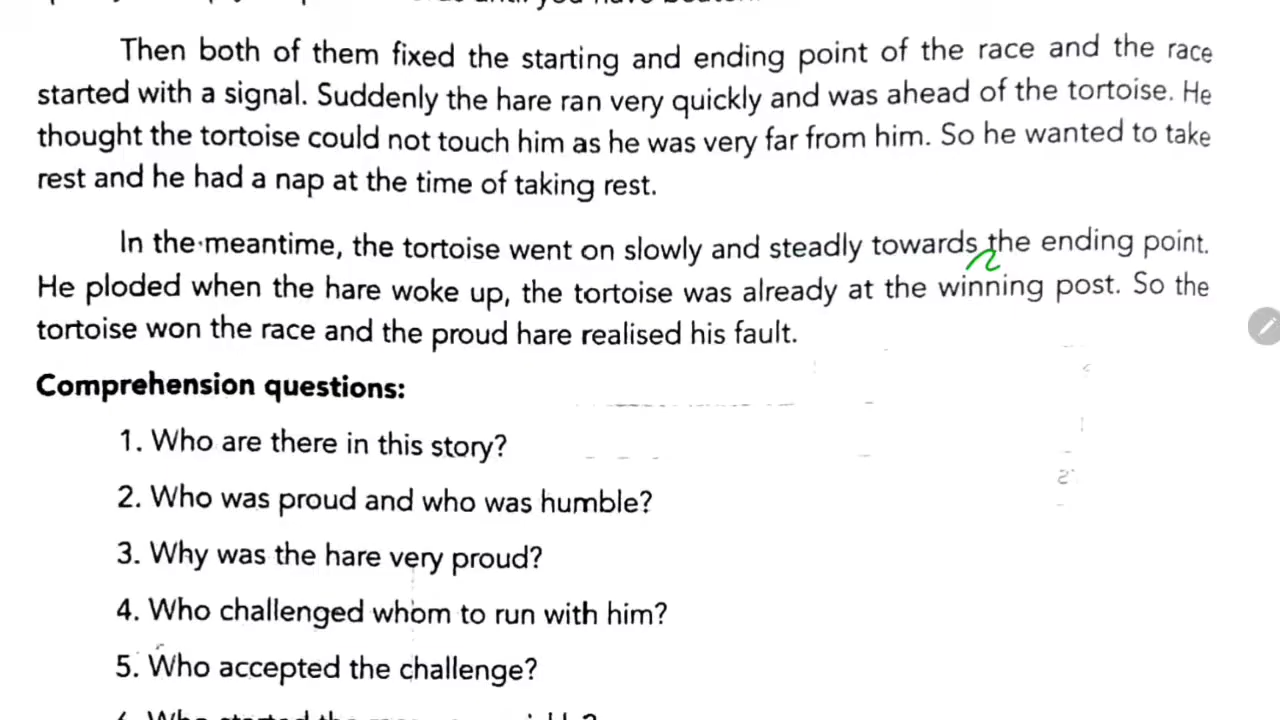 Then both of them fixed the starting and ending point of the race and the race
started with a signal. Suddenly the hare ran very quickly and was ahead of the tortoise. He
thought the tortoise could not touch him as he was very far from him. So he wanted to take
rest and he had a nap at the time of taking rest.
In the meantime, the tortoise went on slowly and steadily towards the ending point.
He ploded when the hare woke up, the tortoise was already at the winning post. So the
tortoise won the race and the proud hare realised his fault.
Comprehension questions:
1. Who are there in this story?
2. Who was proud and who was humble?
3. Why was the hare very proud?
4. Who challenged whom to run with him?
5. Who accepted the challenge?